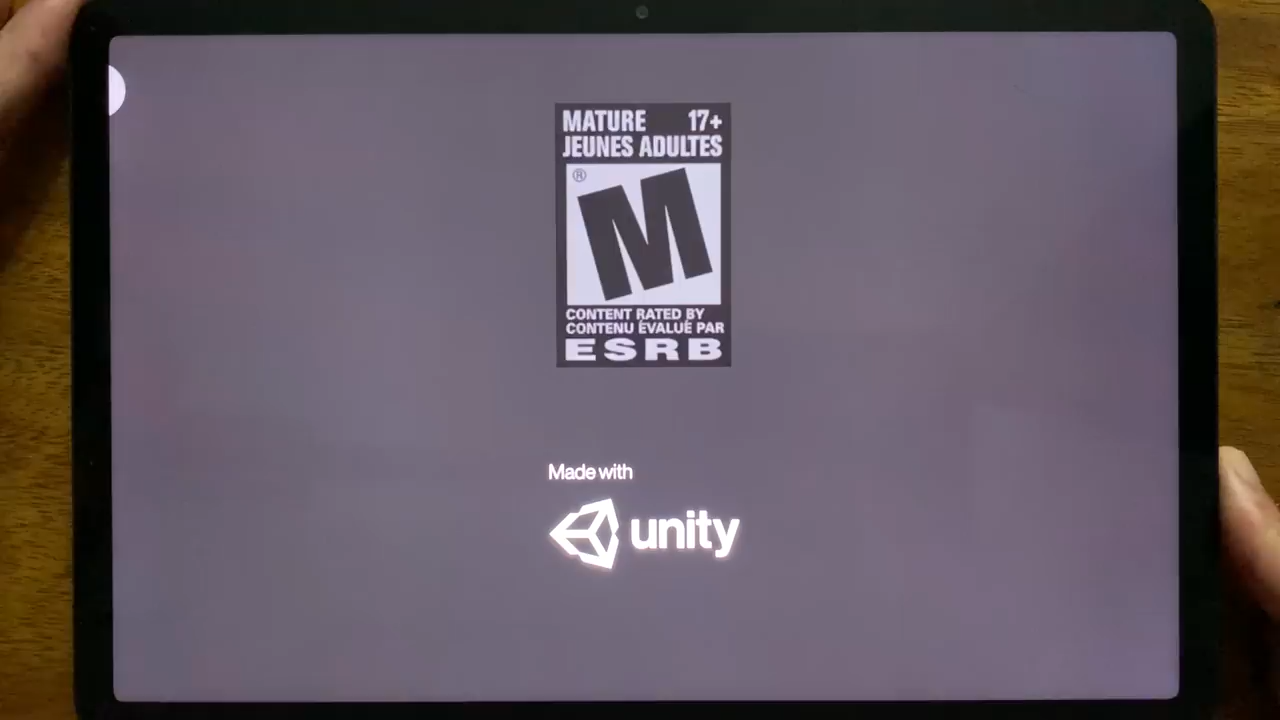 MATURE 17+
JEUNES ADULTES
®
M
CONTENT RATED BY
CONTENU ÉVALUÉ PAR
ESRB
Made with
unity